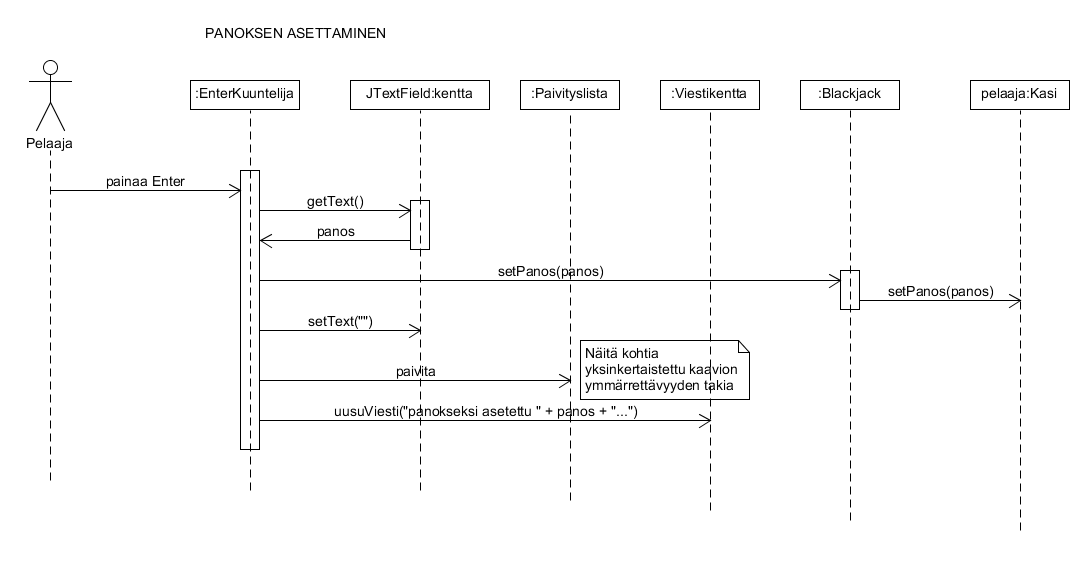 PANOKSEN ASETTAMINEN
:EnterKuuntelija
JTextField:kentta
:Paivityslista
:Viestikentta
:Blackjack
pelaaja:Kasi
Pelaaja
painaa Enter
getText()
panos
setPanos(panos)
setPanos(panos)
setText("")
Näitä kohtia
yksinkertaistettu kaavion
ymmärrettävyyden takia
paivita
uusuViesti("panokseksi asetettu " + panos + "...")